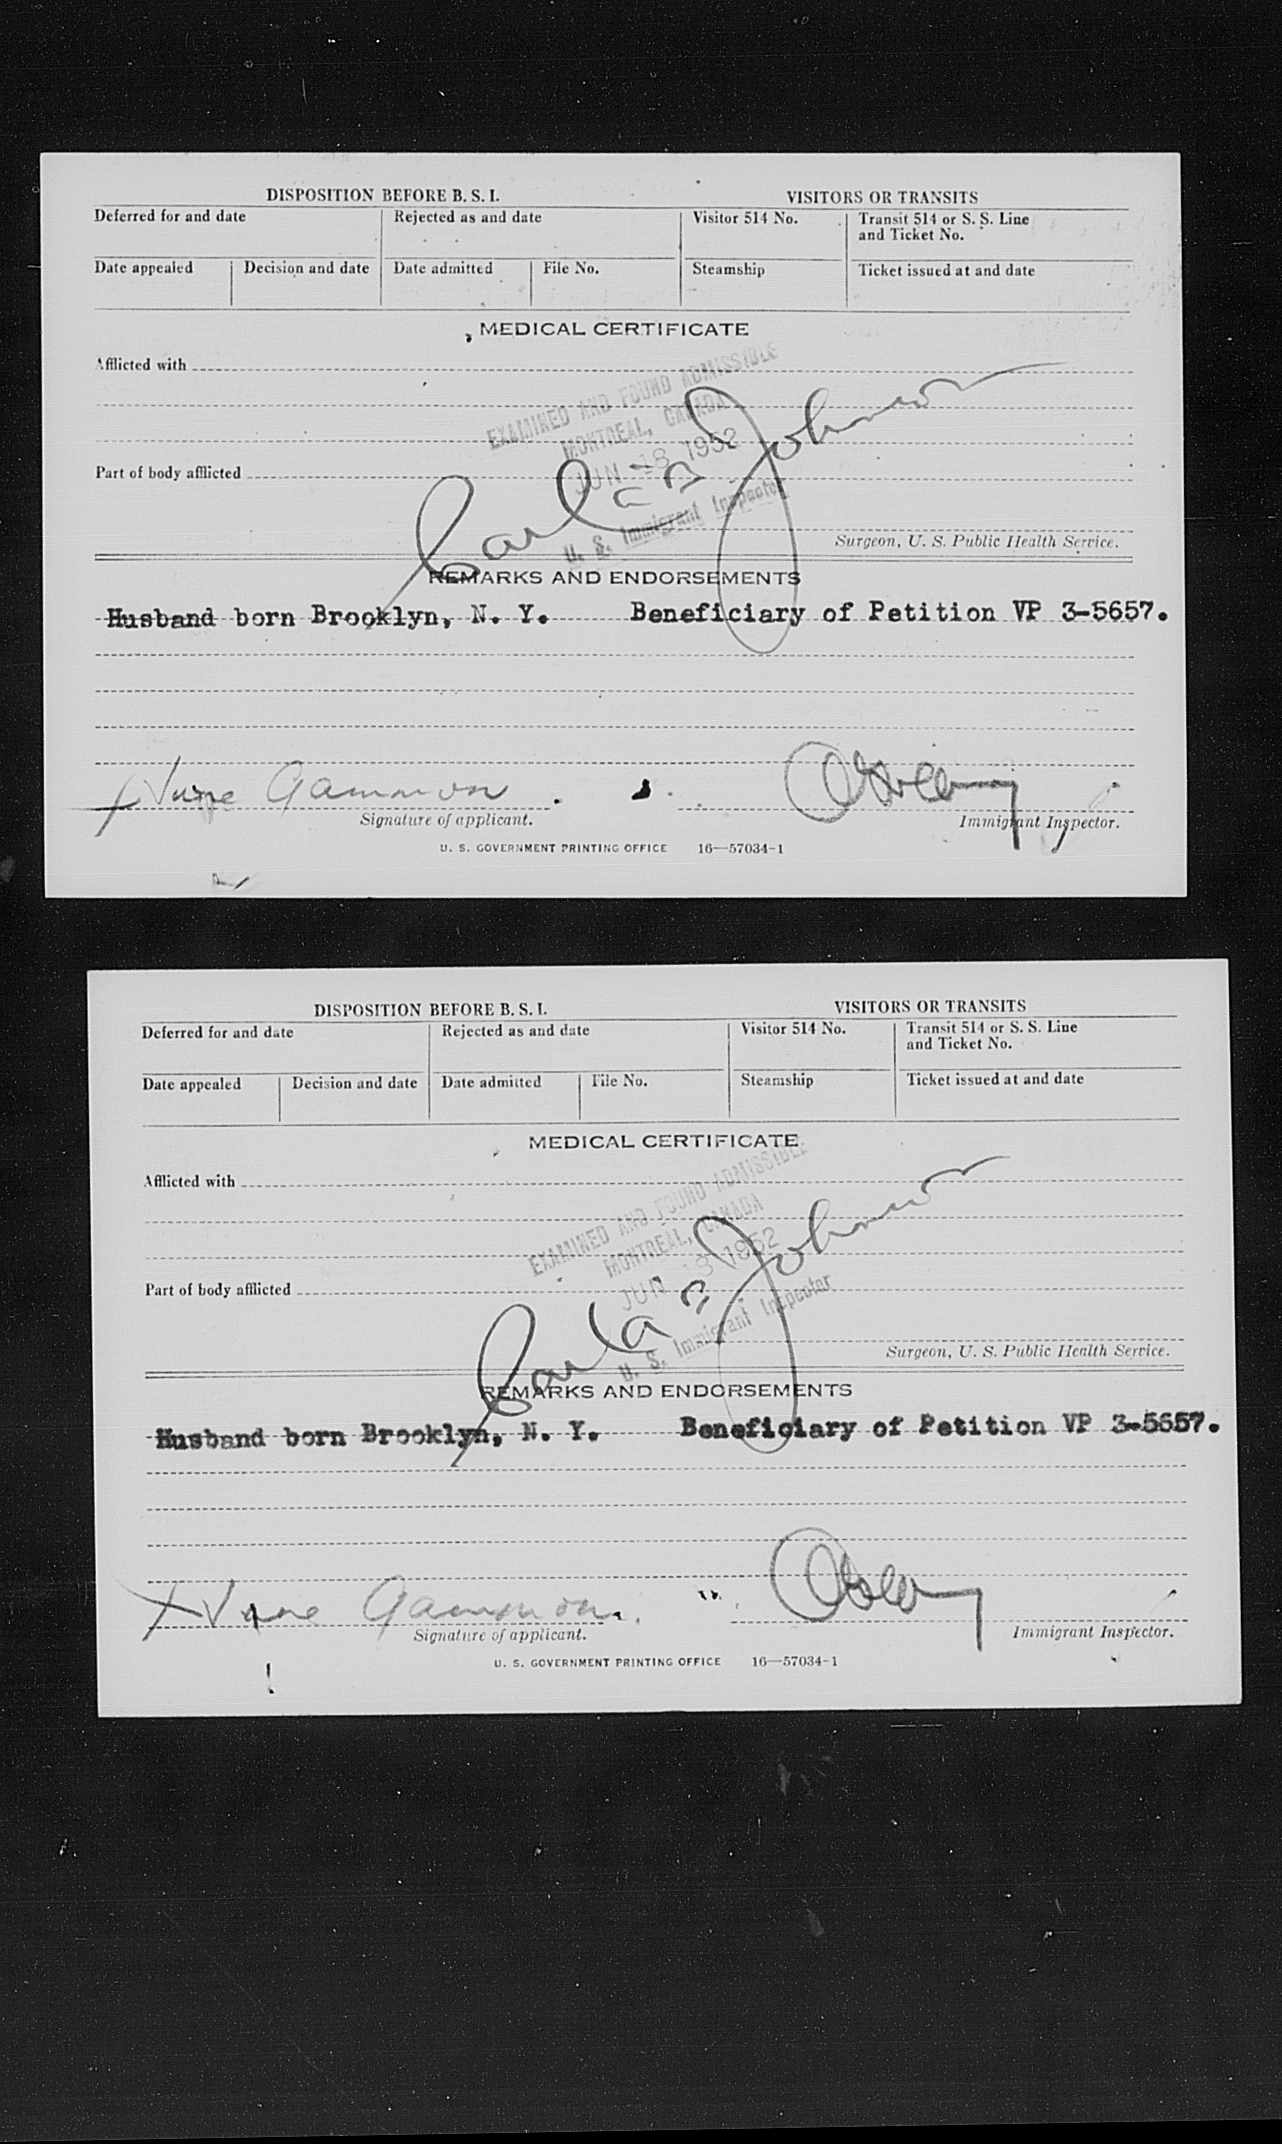 DISPOSITION BEFORE B. S. I.
VISITORS OR TRANSITS
Deferred for and date
Rejected as and date
Visitor 514 No.
Transit 514 or S. S. Line
and Ticket No.
Date appealed
Decision and date
Date admitted
File No.
Steamship
Ticket issued at and date
MEDICAL CERTIFICATE
Afflicted with
EXAMINED AND FOUND ADMISSIBLE
MONTREAL, CANADA
JUN 18 1952
U. S. Immigrant Inspector
Carl A Johnson
Part of body afflicted
Surgeon, U. S. Public Health Service.
REMARKS AND ENDORSEMENTS
Husband born Brooklyn, N. Y. Beneficiary of Petition VP 3-5657.
x June Gammon
Signature of applicant.
Immigrant Inspector.
U. S. GOVERNMENT PRINTING OFFICE 16—57034-1
DISPOSITION BEFORE B. S. I.
VISITORS OR TRANSITS
Deferred for and date
Rejected as and date
Visitor 514 No.
Transit 514 or S. S. Line
and Ticket No.
Date appealed
Decision and date
Date admitted
File No.
Steamship
Ticket issued at and date
MEDICAL CERTIFICATE
Afflicted with
EXAMINED AND FOUND ADMISSIBLE
MONTREAL, CANADA
JUN 18 1952
U. S. Immigrant Inspector
Carl A Johnson
Part of body afflicted
Surgeon, U. S. Public Health Service.
REMARKS AND ENDORSEMENTS
Husband born Brooklyn, N. Y. Beneficiary of Petition VP 3-5657.
x June Gammon
Signature of applicant.
Immigrant Inspector.
U. S. GOVERNMENT PRINTING OFFICE 16—57034-1